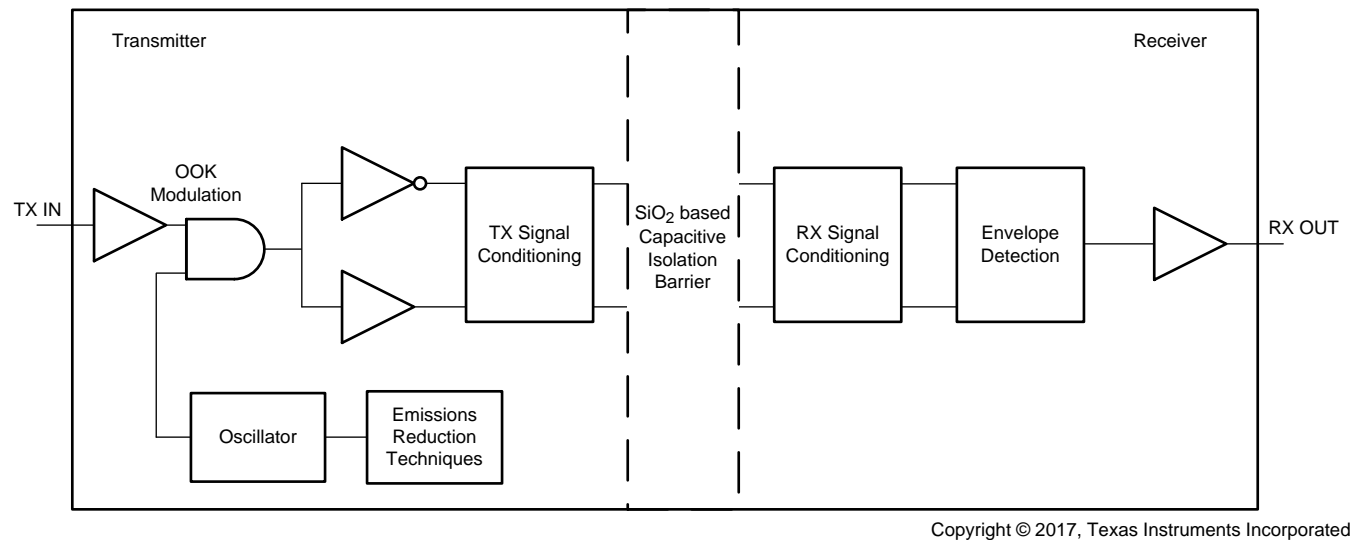 Transmitter
Receiver
OOK
Modulation
TX IN
TX Signal
Conditioning
SiO2 based
Capacitive
Isolation
Barrier
RX Signal
Conditioning
Envelope
Detection
RX OUT
Oscillator
Emissions
Reduction
Techniques
Copyright © 2017, Texas Instruments Incorporated